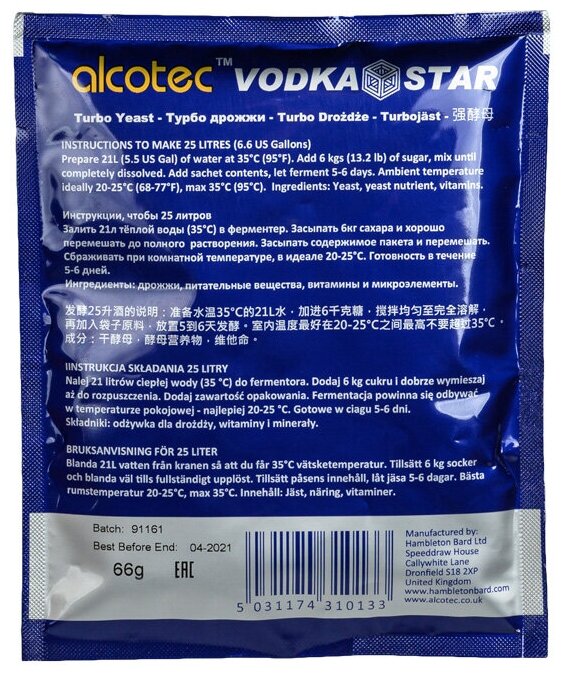 alcotec™ VODKA STAR
Turbo Yeast - Турбо дрожжи - Turbo Drożdże - Turbojäst - 强酵母
INSTRUCTIONS TO MAKE 25 LITRES (6.6 US Gallons)
Prepare 21L (5.5 US Gal) of water at 35°C (95°F). Add 6 kgs (13.2 lb) of sugar, mix until
completely dissolved. Add sachet contents, let ferment 5-6 days. Ambient temperature
ideally 20-25°C (68-77°F), max 35°C (95°C). Ingredients: Yeast, yeast nutrient, vitamins.
Инструкции, чтобы 25 литров
Залить 21л тёплой воды (35°С) в ферментер. Засыпать 6кг сахара и хорошо
перемешать до полного растворения. Засыпать содержимое пакета и перемешать.
Сбраживать при комнатной температуре, в идеале 20-25°С. Готовность в течение
5-6 дней.
Ингредиенты: дрожжи, питательные вещества, витамины и микроэлементы.
发酵25升酒的说明：准备水温35°C的21L水，加进6千克糖，搅拌均匀至完全溶解，
再加入袋子原料，放置5到6天发酵。室内温度最好在20-25°C之间最高不要超过35°C。
成分：干酵母，酵母营养物，维他命。
INSTRUKCJA SKŁADANIA 25 LITRY
Nalej 21 litrów ciepłej wody (35 °C) do fermentora. Dodaj 6 kg cukru i dobrze wymieszaj
aż do rozpuszczenia. Dodaj zawartość opakowania. Fermentacja powinna się odbywać
w temperaturze pokojowej - najlepiej 20-25 °C. Gotowe w ciagu 5-6 dni.
Składniki: odżywka dla drożdży, witaminy i minerały.
BRUKSANVISNING FÖR 25 LITER
Blanda 21L vatten från kranen så att du får 35°C vätsketemperatur. Tillsätt 6 kg socker
och blanda väl tills fullständigt upplöst. Tillsätt påsens innehåll, låt jäsa 5-6 dagar. Bästa
rumstemperatur 20-25°C, max 35°C. Innehåll: Jäst, näring, vitaminer.
Batch: 91161
Best Before End: 04-2021
66g EAC
5 031174 310133
Manufactured by:
Hambleton Bard Ltd
Speeddraw House
Callywhite Lane
Dronfield S18 2XP
United Kingdom
www.hambletonbard.com
www.alcotec.co.uk